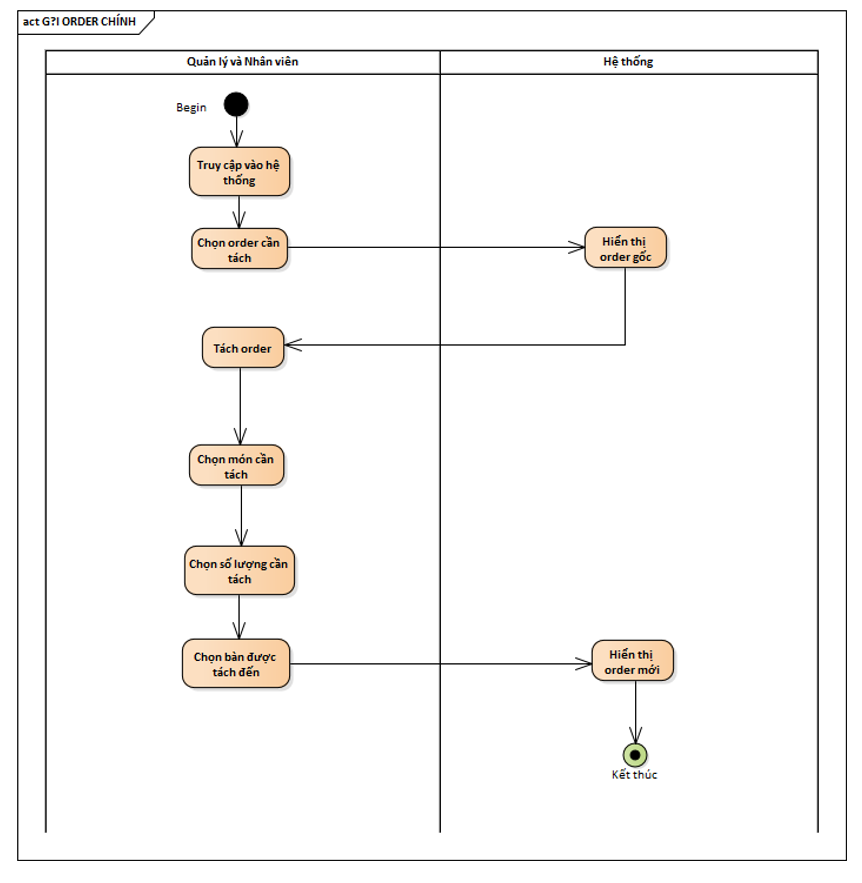 act G?I ORDER CHÍNH
Quản lý và Nhân viên
Hệ thống
Begin
Truy cập vào hệ
thống
Chọn order cần
tách
Hiển thị
order gốc
Tách order
Chọn món cần
tách
Chọn số lượng cần
tách
Chọn bàn được
tách đến
Hiển thị
order mới
Kết thúc